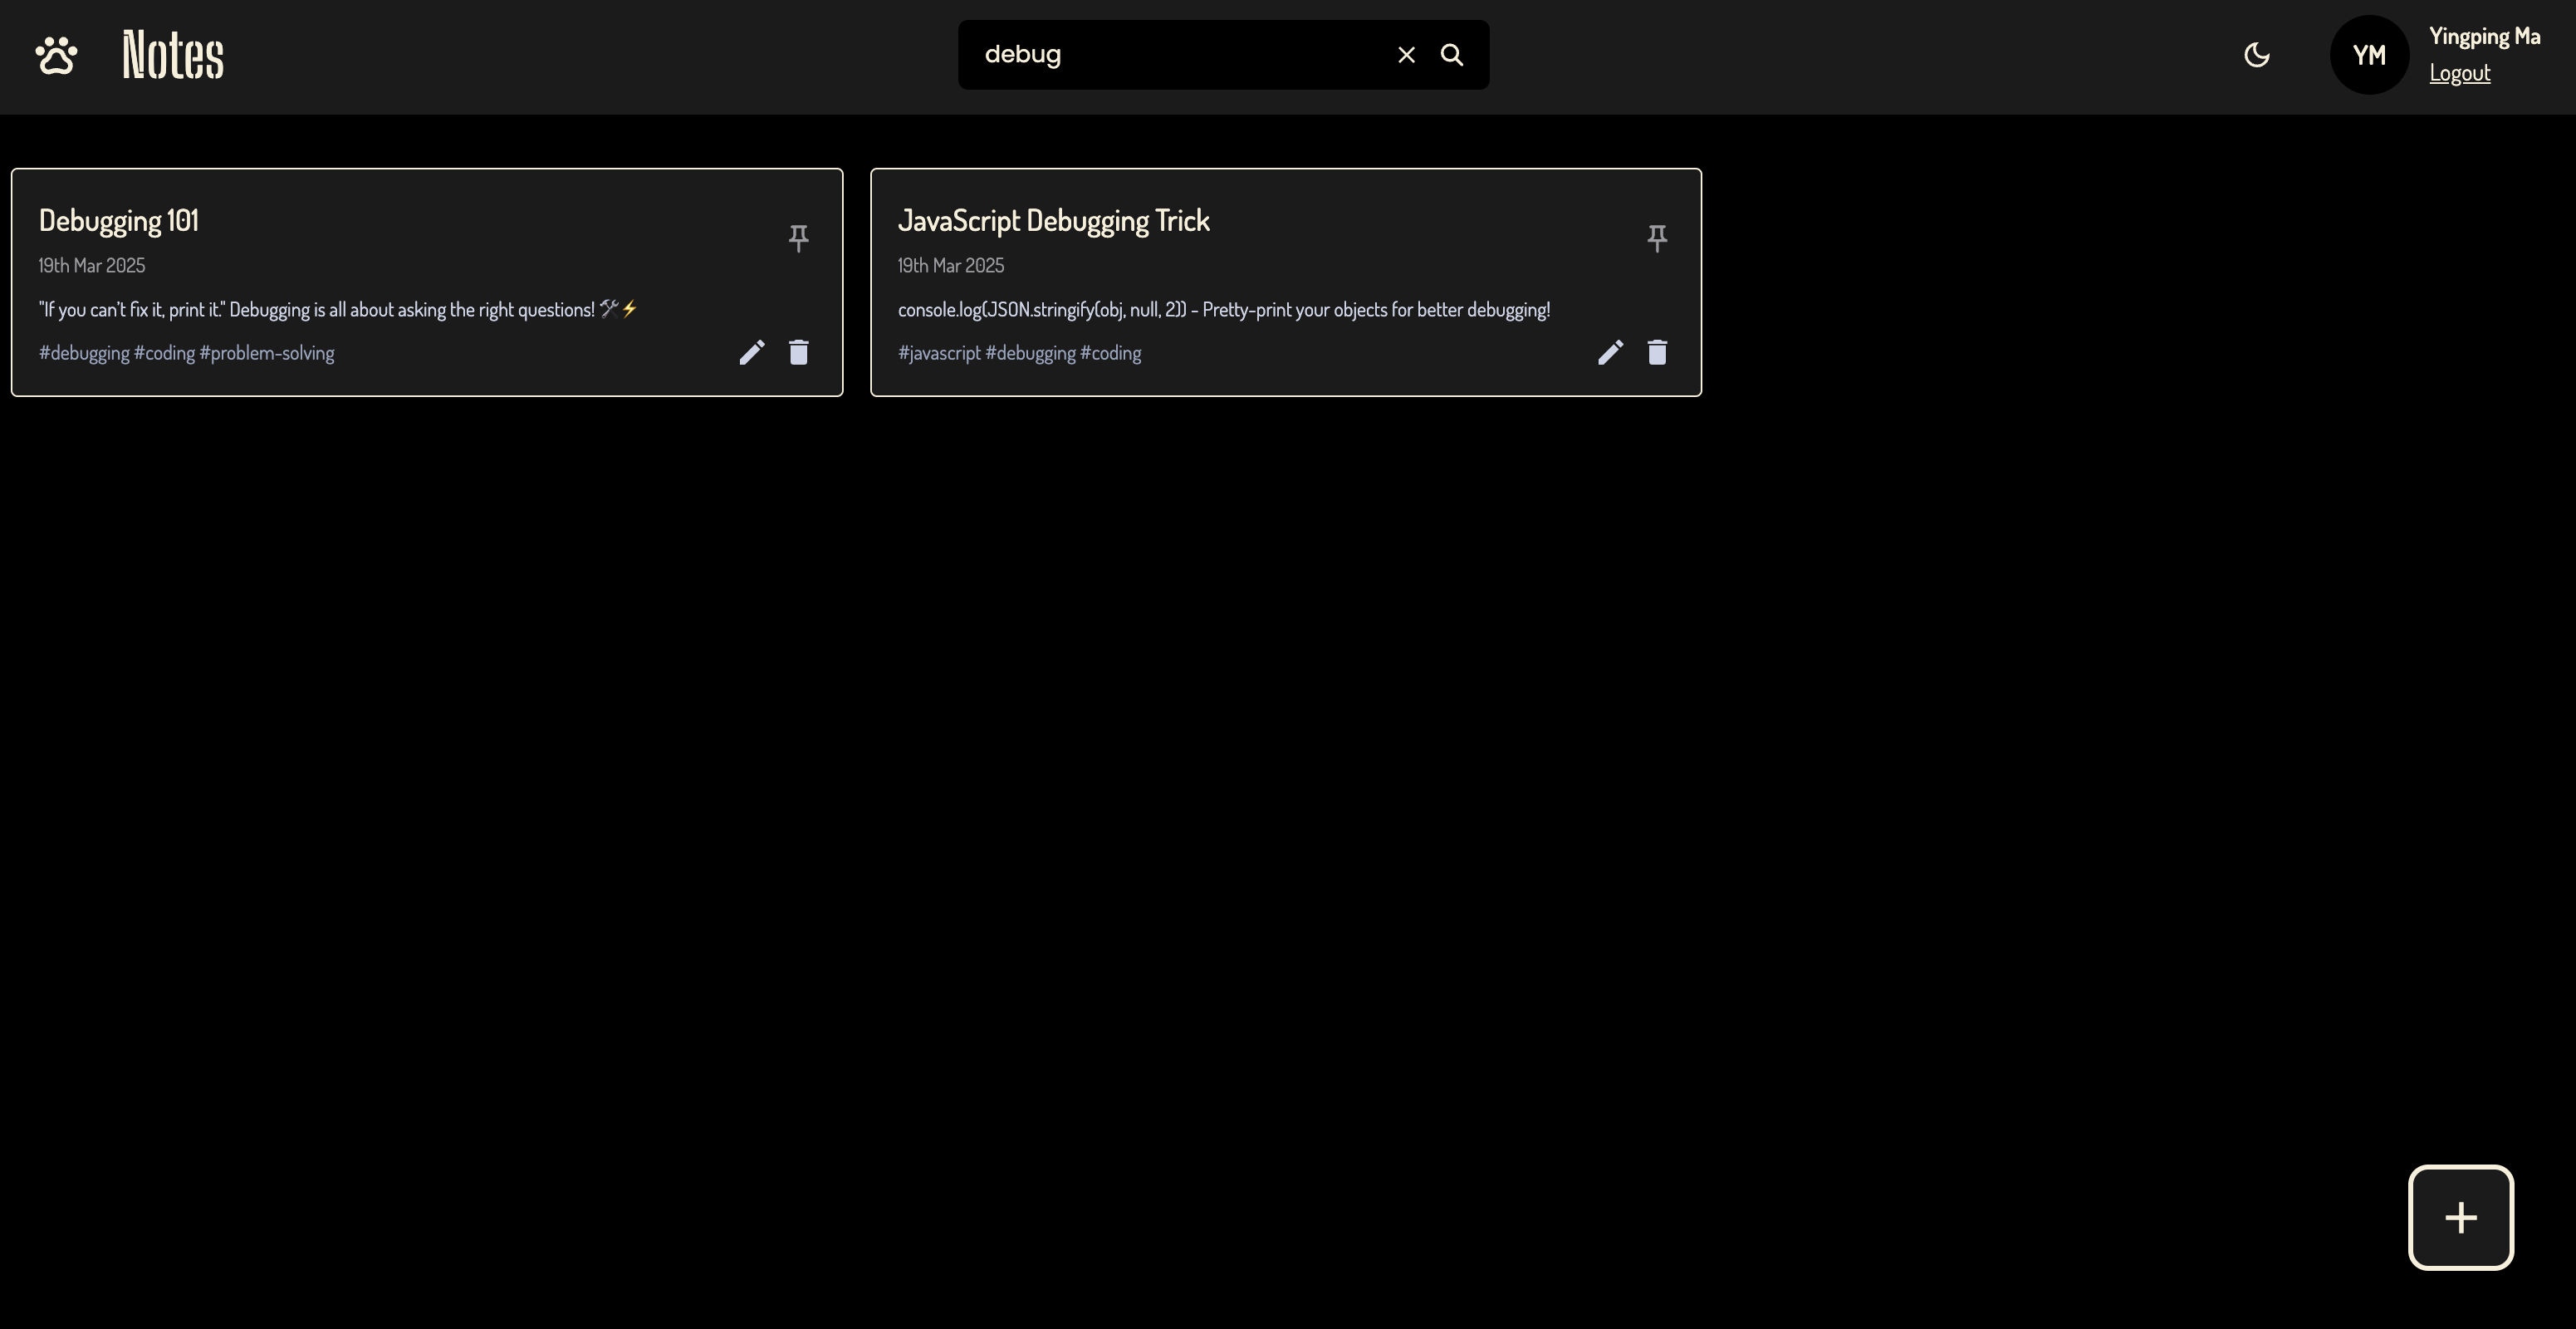 Notes
debug
YM
Yingping Ma
Logout
Debugging 101
19th Mar 2025
"If you can't fix it, print it." Debugging is all about asking the right questions! 🛠️⚡
#debugging #coding #problem-solving
JavaScript Debugging Trick
19th Mar 2025
console.log(JSON.stringify(obj, null, 2)) - Pretty-print your objects for better debugging!
#javascript #debugging #coding